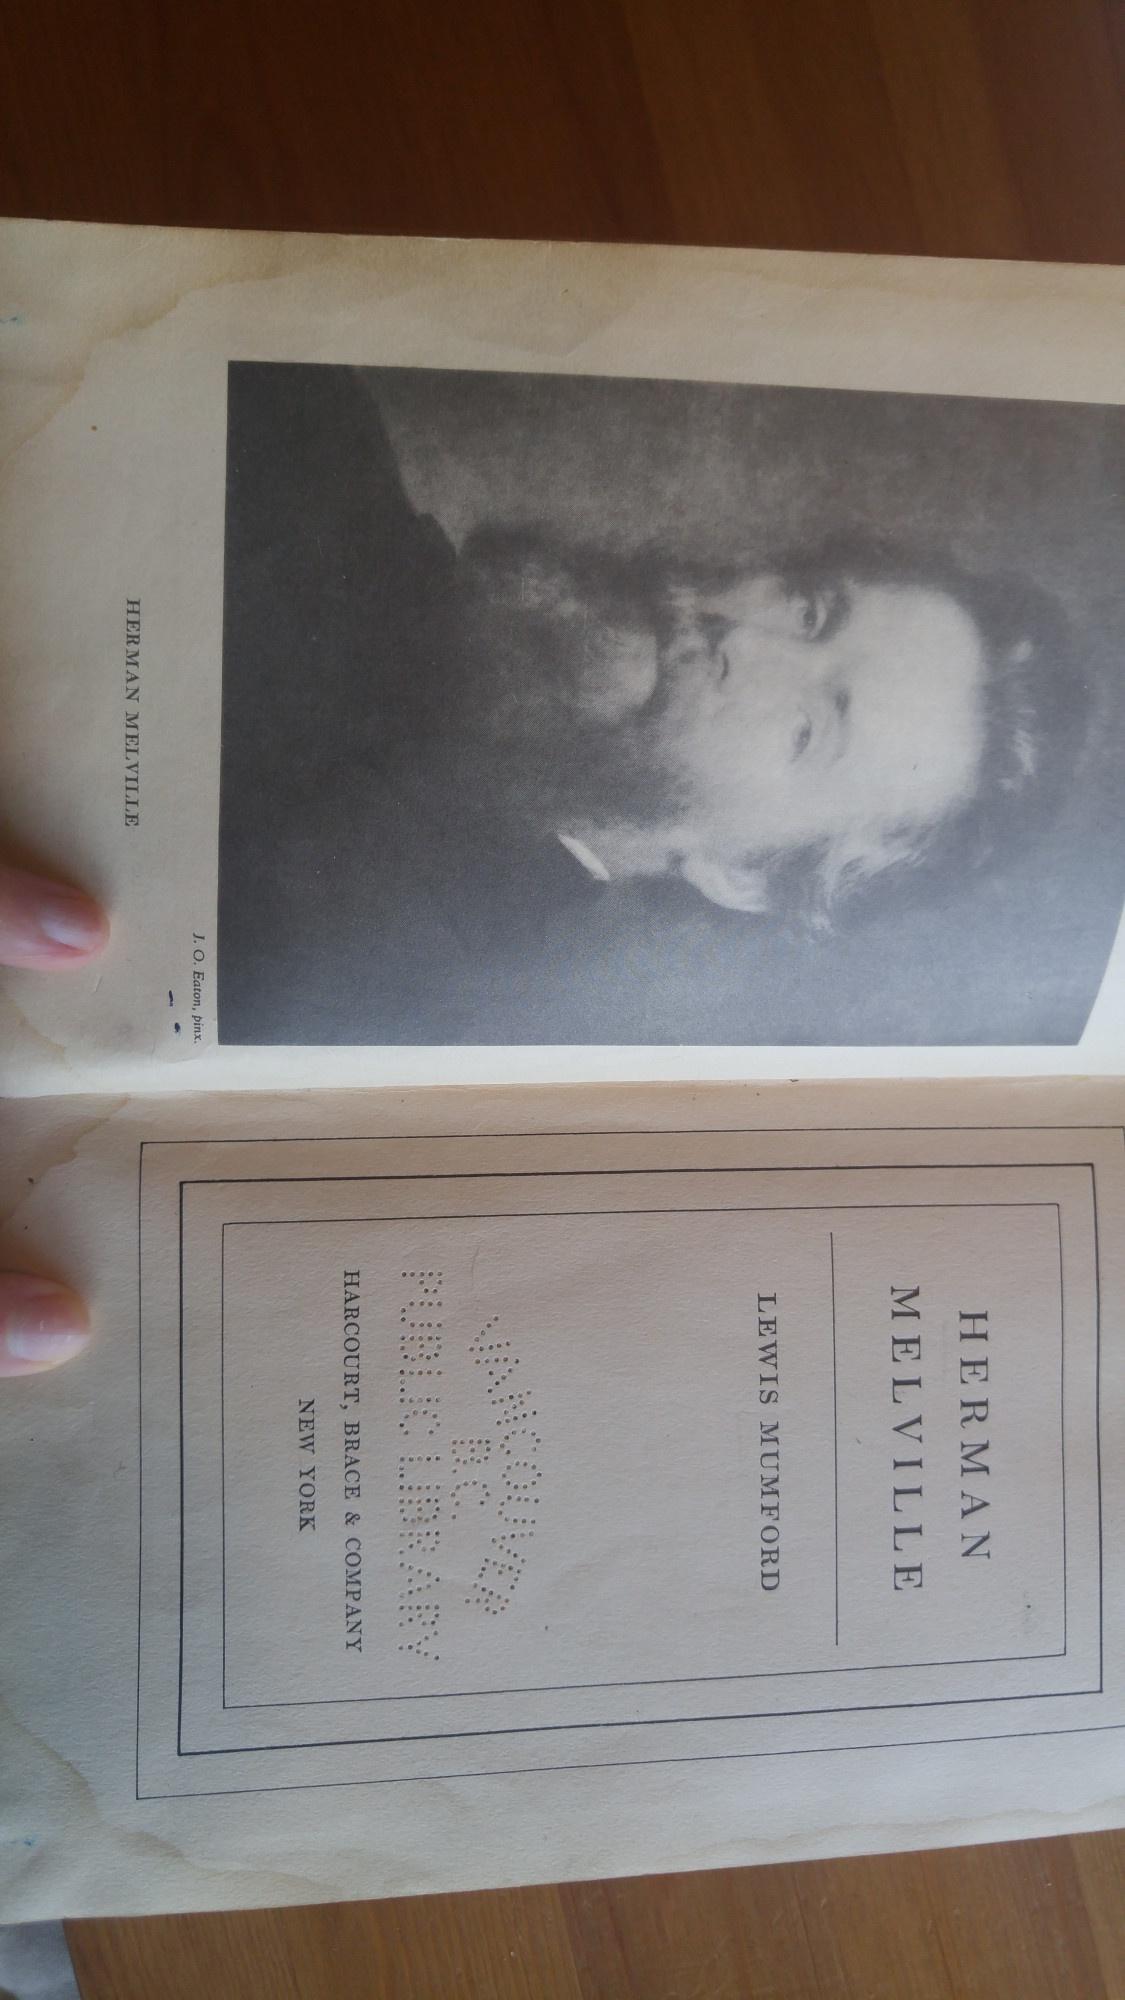 J. O. Eaton, pinx.
HERMAN MELVILLE
HERMAN
MELVILLE
LEWIS MUMFORD
VANCOUVER
B.C.
PUBLIC LIBRARY
HARCOURT, BRACE & COMPANY
NEW YORK